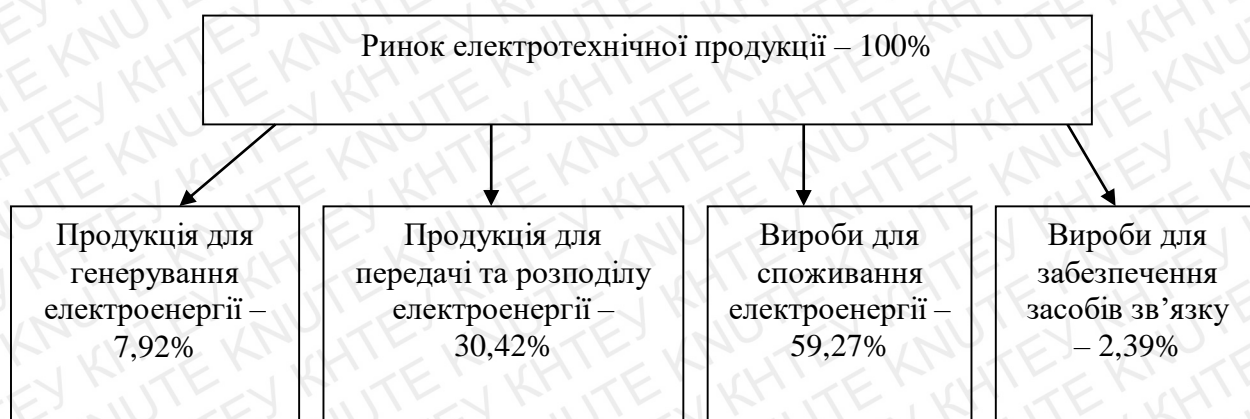 Ринок електротехнічної продукції – 100%
Продукція для
генерування
електроенергії –
7,92%
Продукція для
передачі та розподілу
електроенергії –
30,42%
Вироби для
споживання
електроенергії –
59,27%
Вироби для
забезпечення
засобів зв’язку
– 2,39%